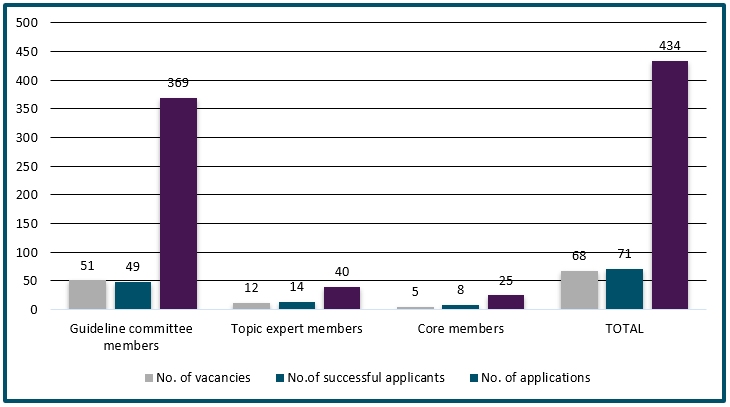 500
450
400
350
300
250
200
150
100
50
0
51
49
369
12
14
40
5
8
25
68
71
434
Guideline committee
members
Topic expert members
Core members
TOTAL
No. of vacancies
No.of successful applicants
No. of applications